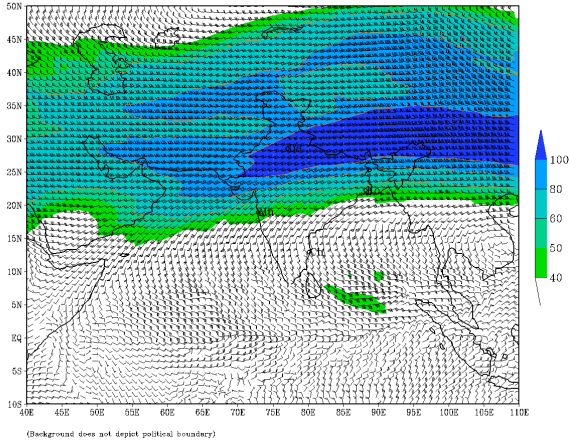 50N
45N
40N
35N
30N
25N
20N
15N
10N
5N
EQ
5S
10S
40E 45E 50E 55E 60E 65E 70E 75E 80E 85E 90E 95E 100E 105E 110E
100
80
60
50
40
(Background does not depict political boundary)